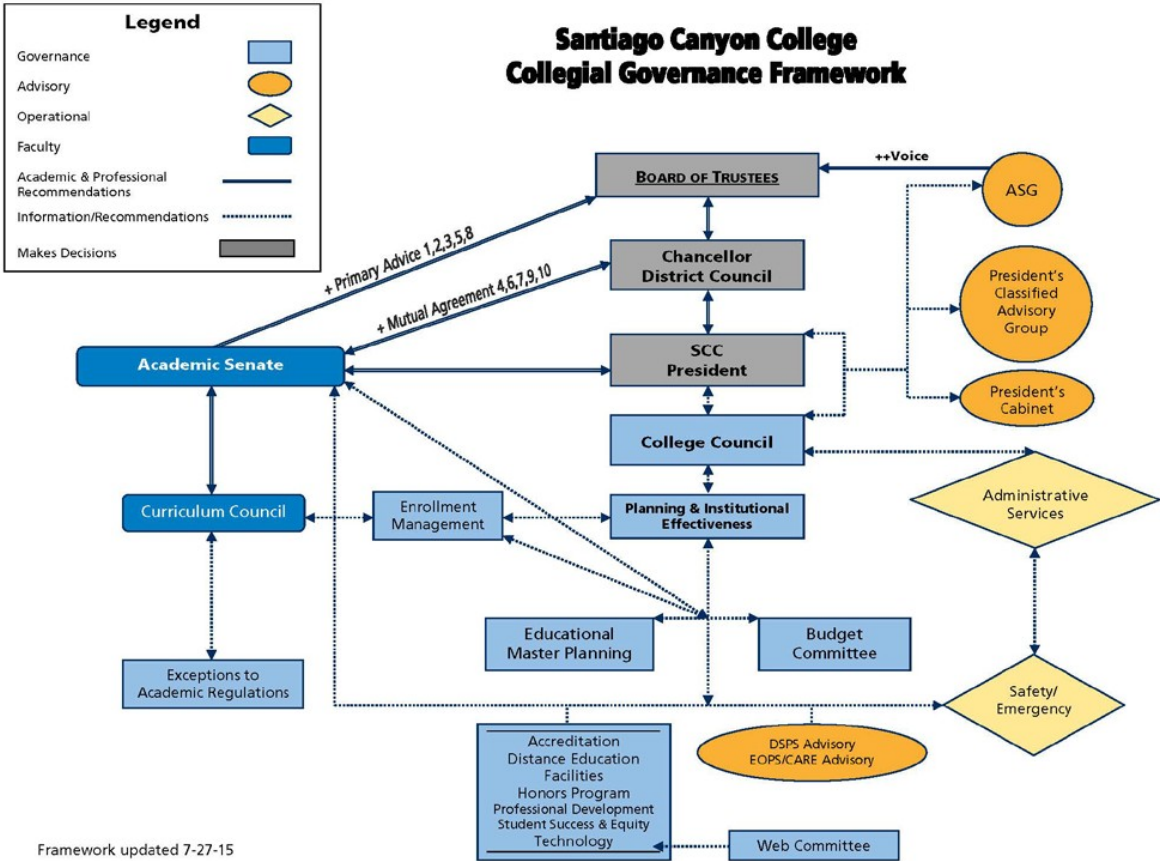 Legend
Governance
Advisory
Operational
Faculty
Academic & Professional
Recommendations
Information/Recommendations
Makes Decisions
Santiago Canyon College
Collegial Governance Framework
BOARD OF TRUSTEES
++Voice
ASG
+ Primary Advice 1,2,3,5,8
+ Mutual Agreement 4,6,7,9,10
Chancellor
District Council
President's
Classified
Advisory
Group
Academic Senate
SCC
President
President's
Cabinet
College Council
Curriculum Council
Enrollment
Management
Planning & Institutional
Effectiveness
Administrative
Services
Educational
Master Planning
Budget
Committee
Exceptions to
Academic Regulations
Safety/
Emergency
Accreditation
Distance Education
Facilities
Honors Program
Professional Development
Student Success & Equity
Technology
DSPS Advisory
EOPS/CARE Advisory
Web Committee
Framework updated 7-27-15